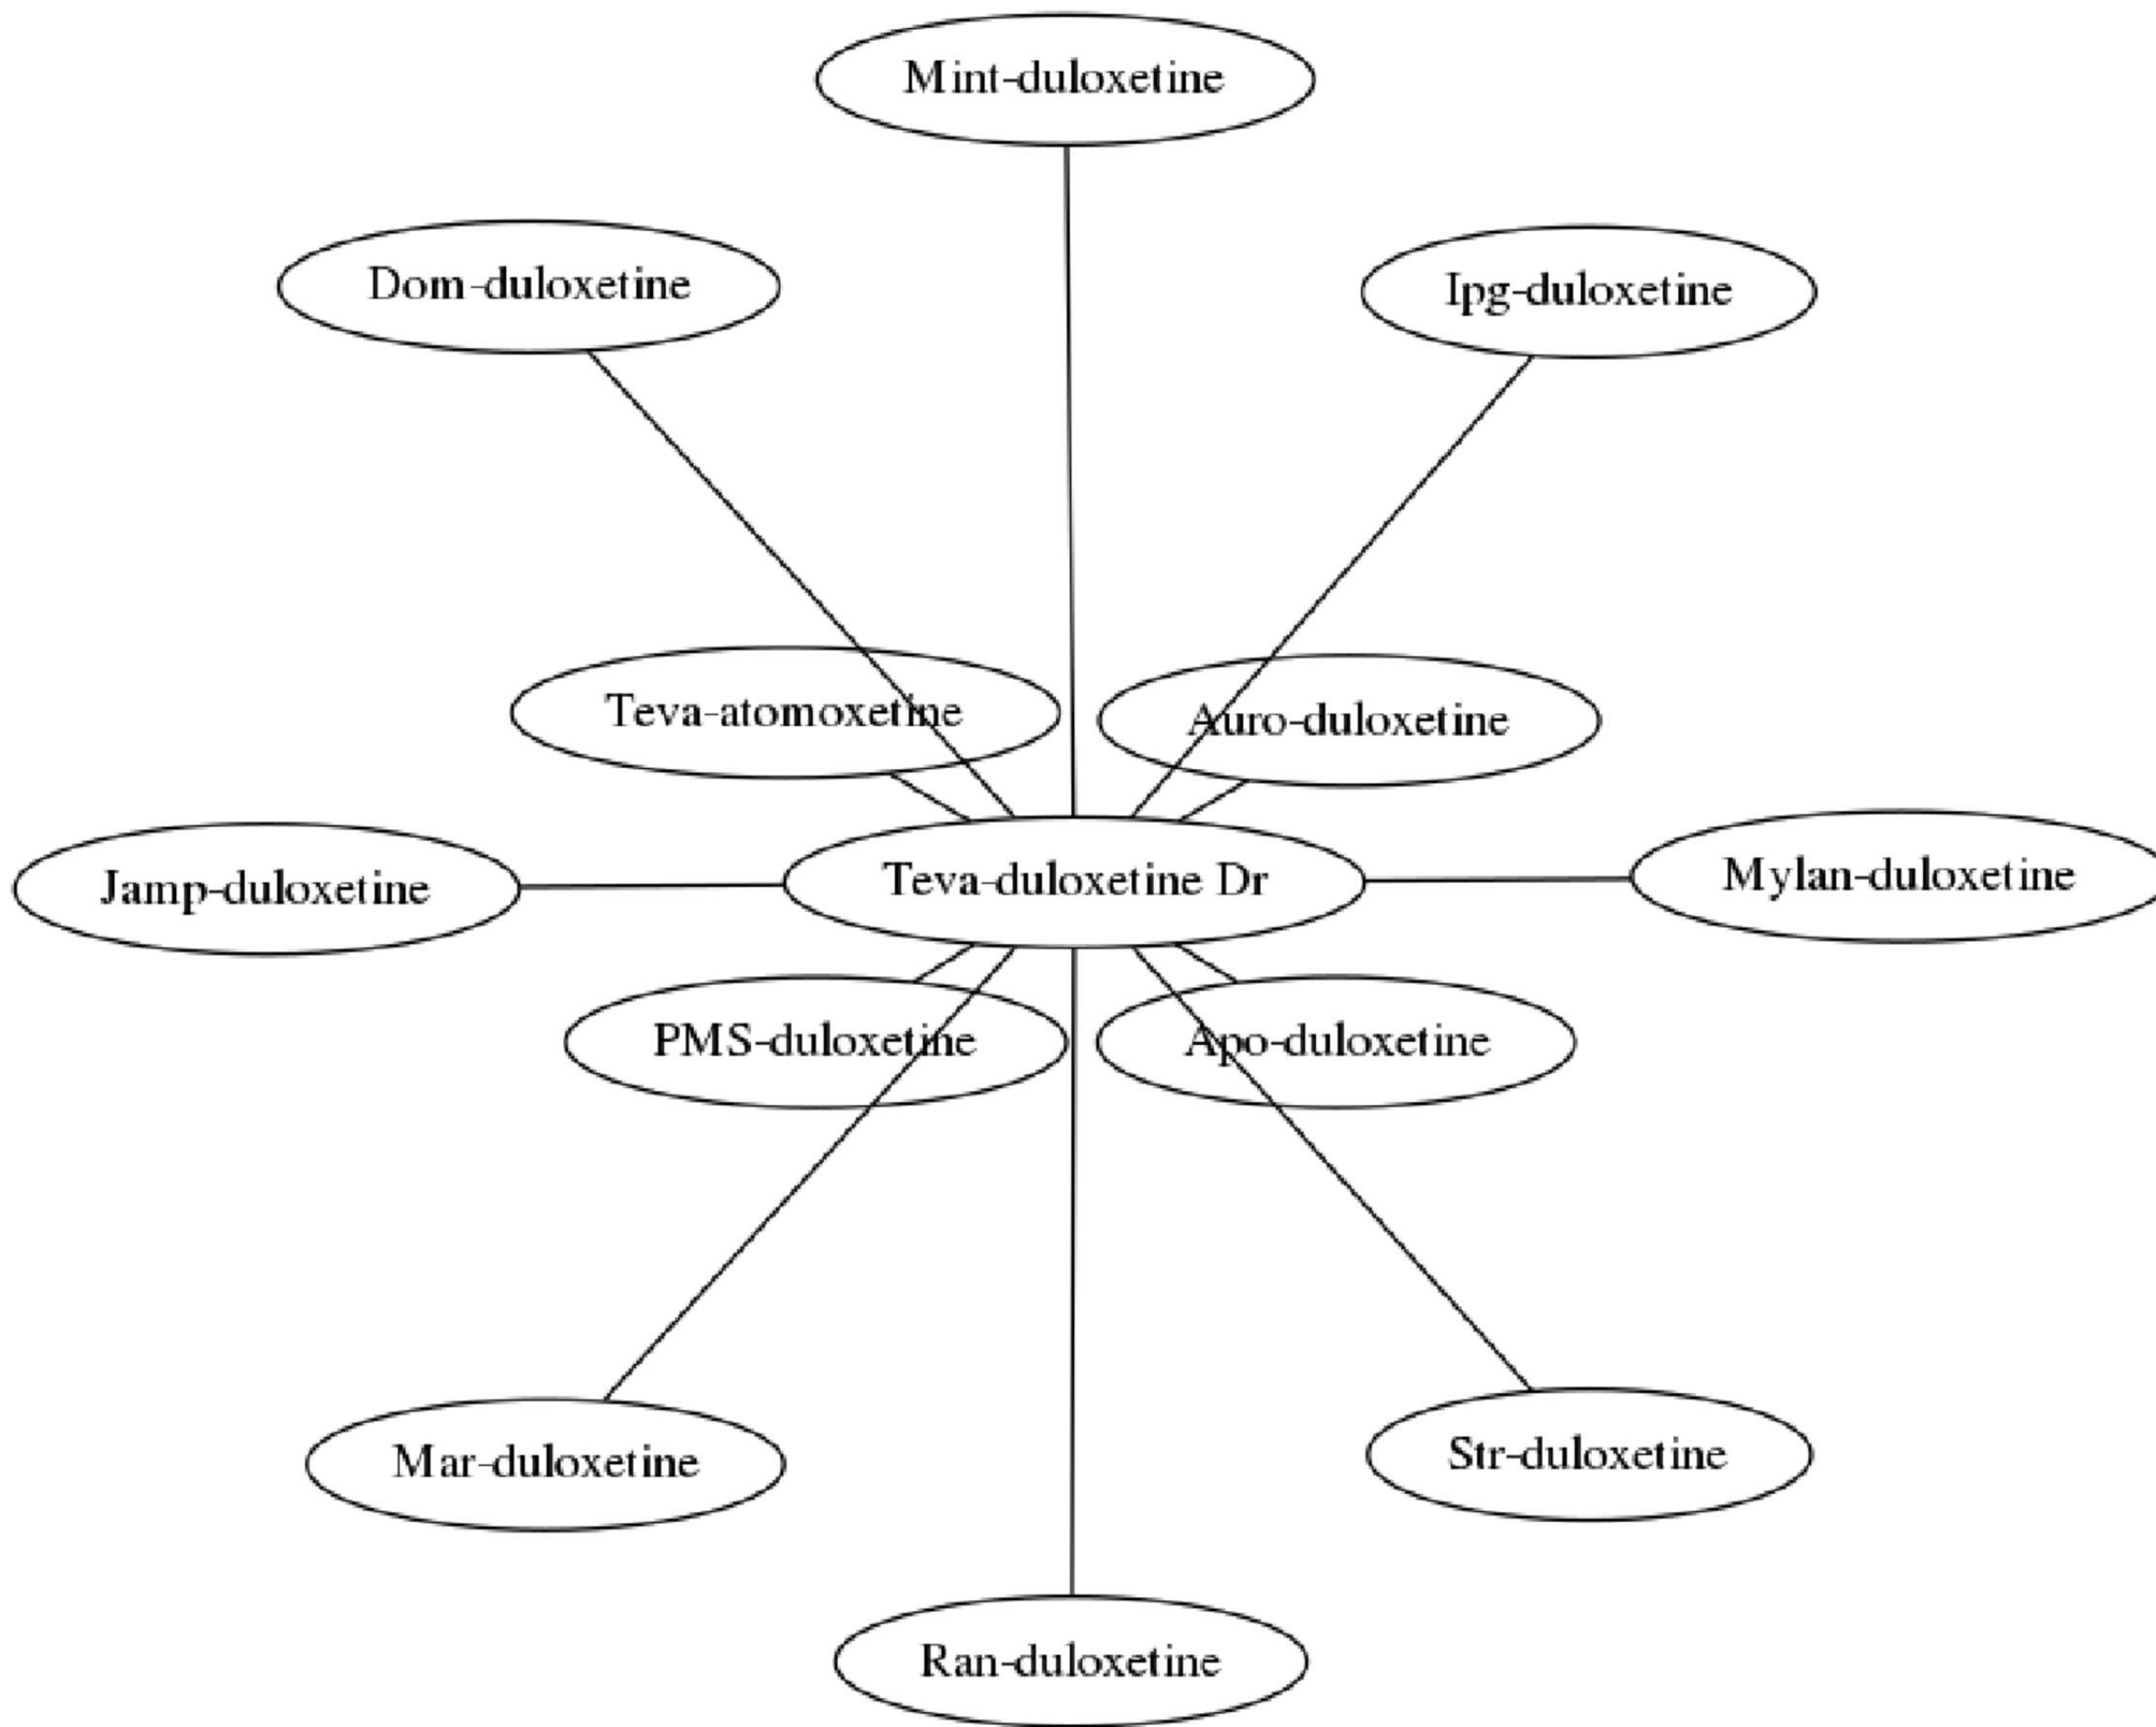 Mint-duloxetine
Dom-duloxetine
Ipg-duloxetine
Teva-atomoxetine
Auro-duloxetine
Jamp-duloxetine
Teva-duloxetine Dr
Mylan-duloxetine
PMS-duloxetine
Apo-duloxetine
Mar-duloxetine
Str-duloxetine
Ran-duloxetine